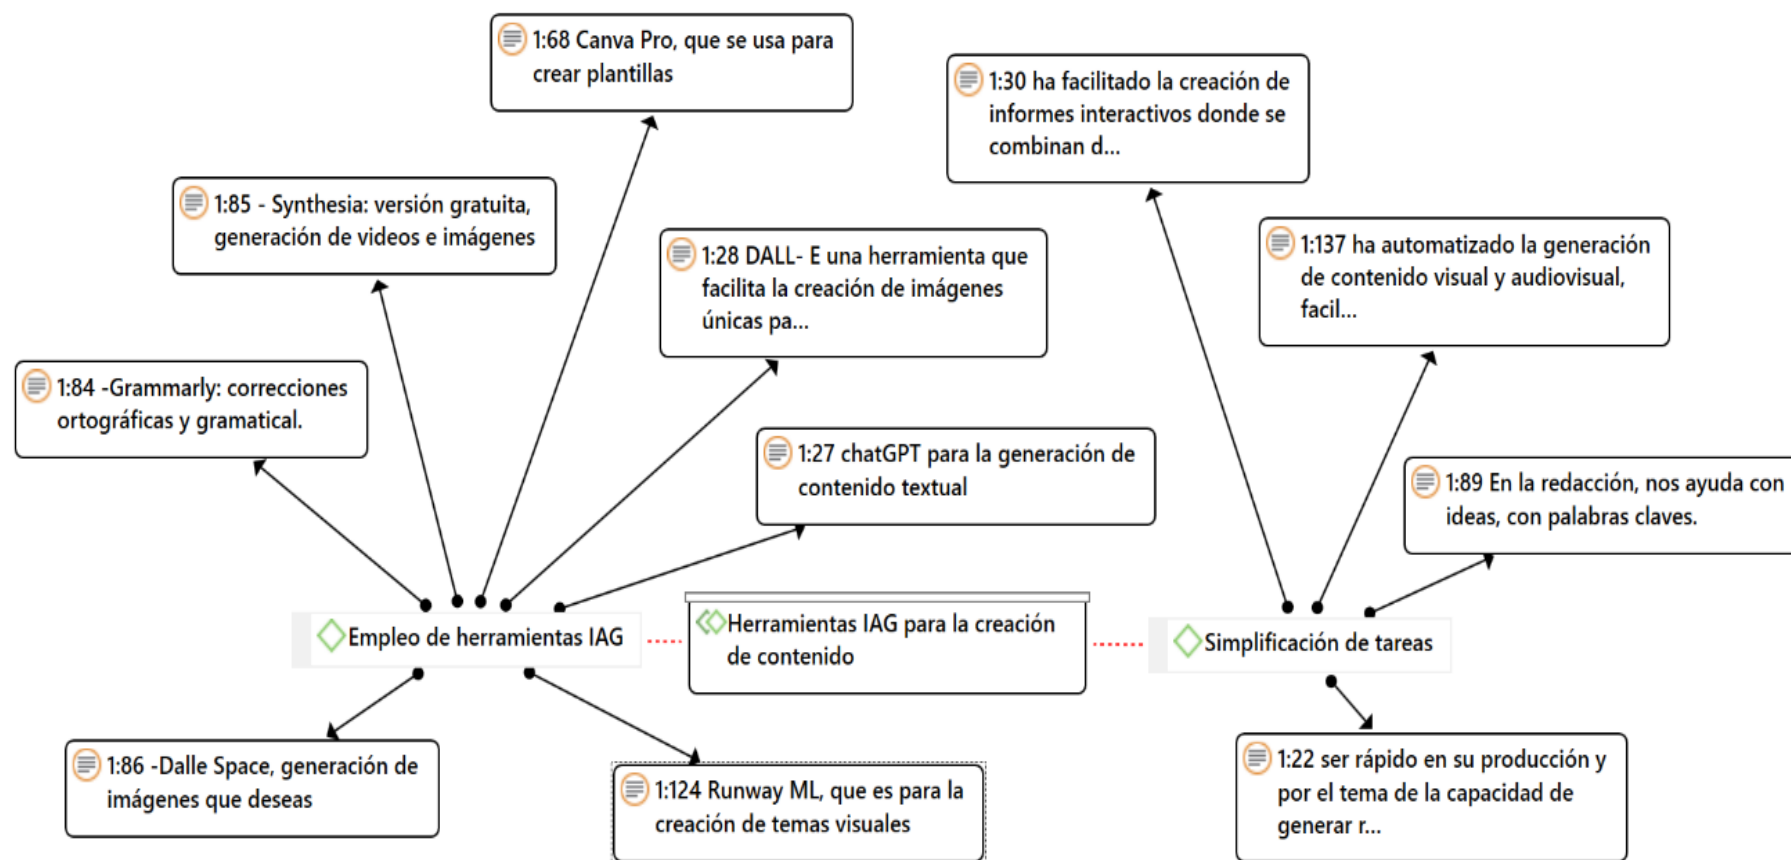 1:68 Canva Pro, que se usa para
crear plantillas
1:30 ha facilitado la creación de
informes interactivos donde se
combinan d...
1:85 - Synthesia: versión gratuita,
generación de videos e imágenes
1:28 DALL- E una herramienta que
facilita la creación de imágenes
únicas pa...
1:137 ha automatizado la generación
de contenido visual y audiovisual,
facil...
1:84 -Grammarly: correcciones
ortográficas y gramatical.
1:27 chatGPT para la generación de
contenido textual
1:89 En la redacción, nos ayuda con
ideas, con palabras claves.
Empleo de herramientas IAG
Herramientas IAG para la creación
de contenido
Simplificación de tareas
1:86 -Dalle Space, generación de
imágenes que deseas
1:124 Runway ML, que es para la
creación de temas visuales
1:22 ser rápido en su producción y
por el tema de la capacidad de
generar r...